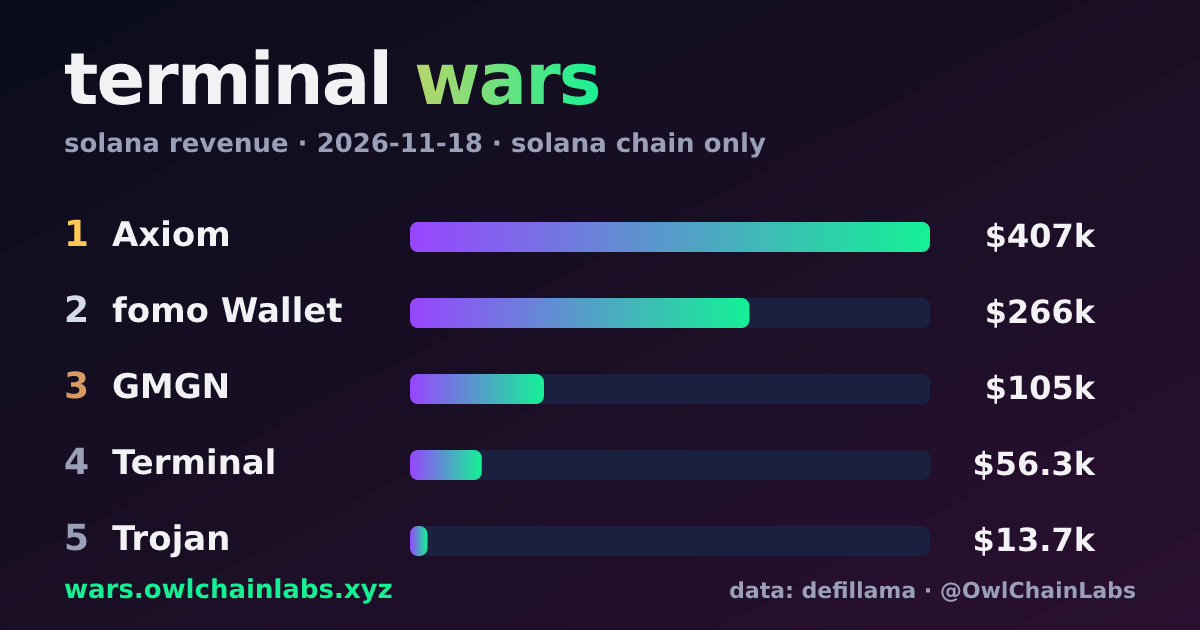 terminal wars
solana revenue · 2026-11-18 · solana chain only
1 Axiom $407k
2 fomo Wallet $266k
3 GMGN $105k
4 Terminal $56.3k
5 Trojan $13.7k
wars.owlchainlabs.xyz data: defillama · @OwlChainLabs